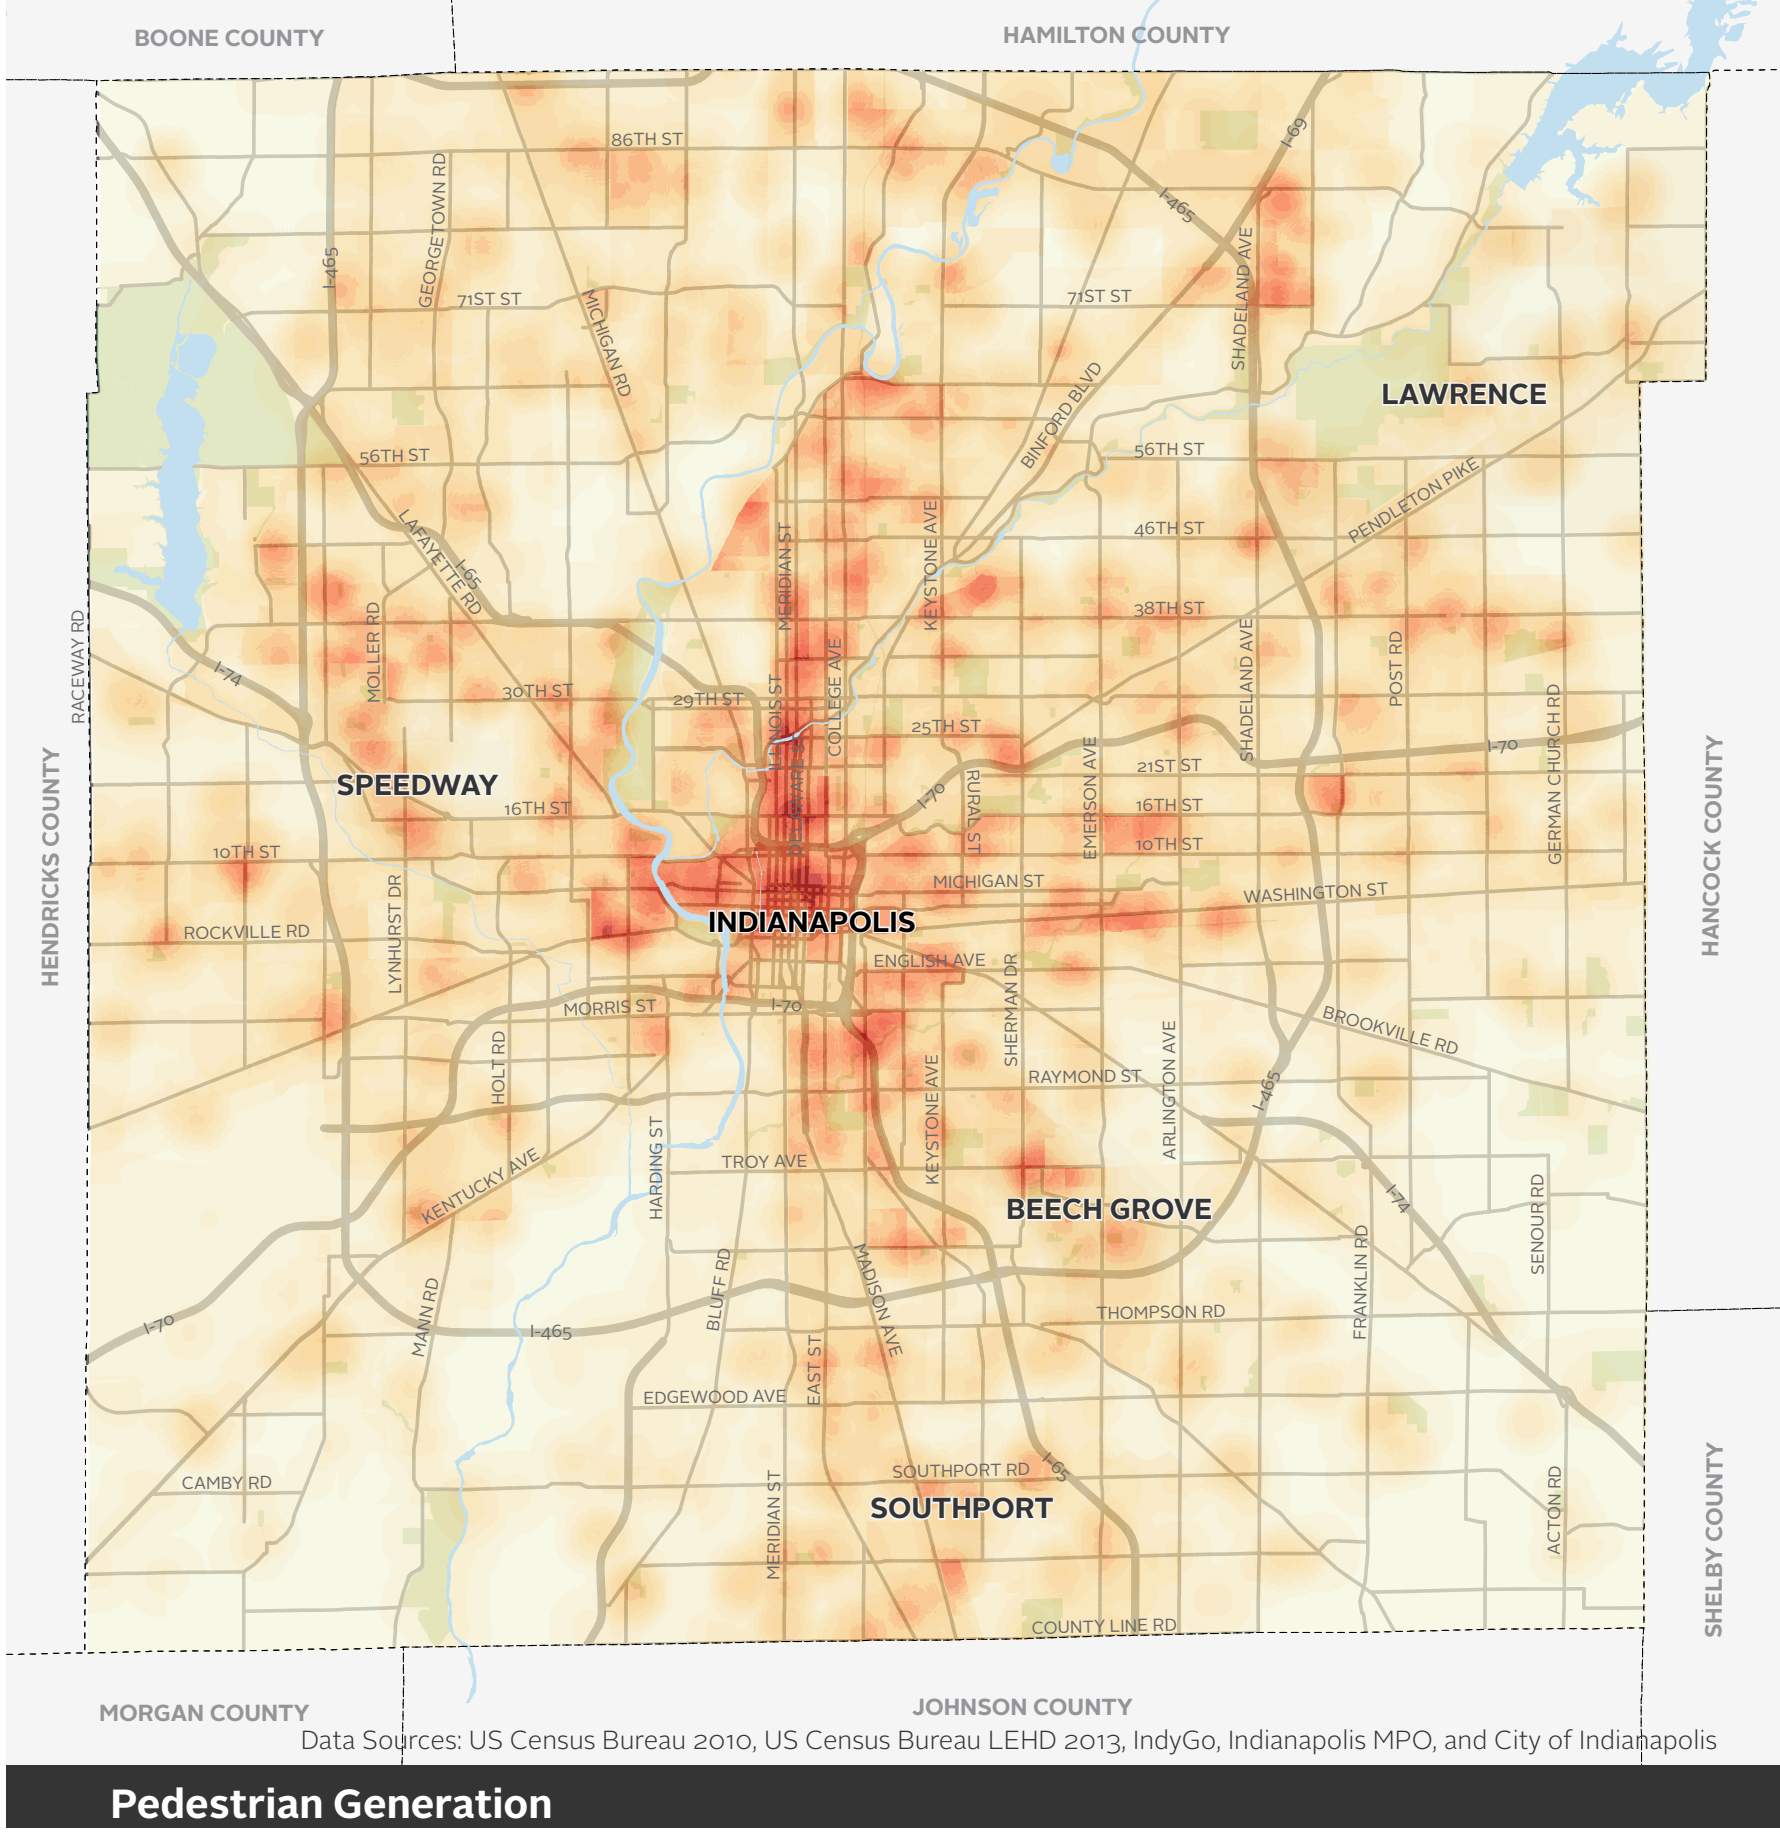 BOONE COUNTY
HAMILTON COUNTY
86TH ST
I-69
GEORGETOWN RD
I-465
I-465
SHADELAND AVE
71ST ST
71ST ST
MICHIGAN RD
BINFORD BLVD
LAWRENCE
56TH ST
56TH ST
PENDLETON PIKE
LAFAYETTE RD
I-65
MERIDIAN ST
KEYSTONE AVE
46TH ST
38TH ST
RACEWAY RD
I-74
MOLLER RD
30TH ST
29TH ST
ILLINOIS ST
COLLEGE AVE
SHADELAND AVE
POST RD
25TH ST
DELAWARE ST
EMERSON AVE
GERMAN CHURCH RD
I-70
HENDRICKS COUNTY
HANCOCK COUNTY
SPEEDWAY
21ST ST
I-70
RURAL ST
16TH ST
16TH ST
10TH ST
10TH ST
MICHIGAN ST
WASHINGTON ST
LYNHURST DR
INDIANAPOLIS
ROCKVILLE RD
ENGLISH AVE
SHERMAN DR
MORRIS ST
I-70
BROOKVILLE RD
HOLT RD
KEYSTONE AVE
RAYMOND ST
ARLINGTON AVE
I-465
HARDING ST
TROY AVE
KENTUCKY AVE
BEECH GROVE
I-74
SENOUR RD
FRANKLIN RD
MADISON AVE
BLUFF RD
MANN RD
I-70
I-465
THOMPSON RD
EAST ST
EDGEWOOD AVE
I-65
SOUTHPORT RD
CAMBY RD
SOUTHPORT
MERIDIAN ST
ACTON RD
SHELBY COUNTY
COUNTY LINE RD
MORGAN COUNTY
JOHNSON COUNTY
Data Sources: US Census Bureau 2010, US Census Bureau LEHD 2013, IndyGo, Indianapolis MPO, and City of Indianapolis
Pedestrian Generation